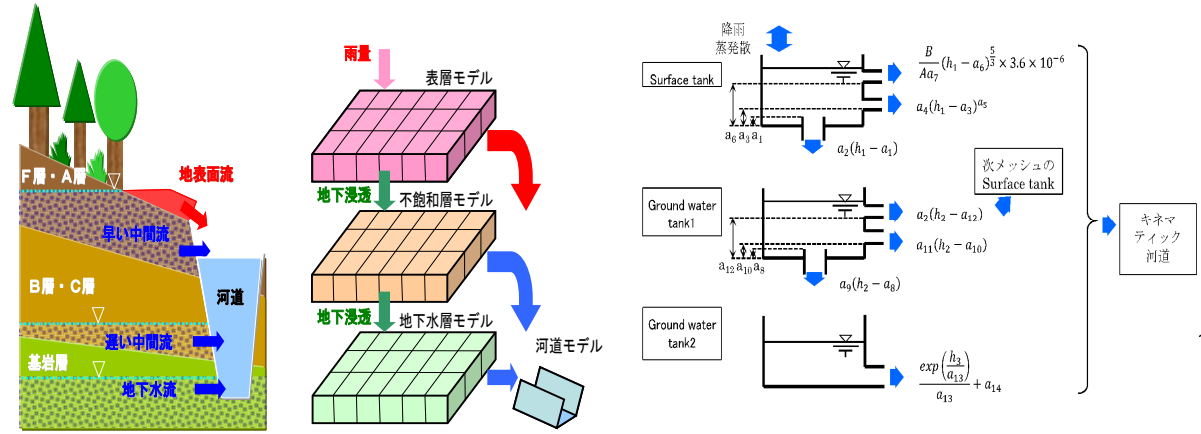 F層・A層
地表面流
早い中間流
B層・C層
河道
遅い中間流
基岩層
地下水流
雨量
表層モデル
地下浸透
不飽和層モデル
地下浸透
地下水層モデル
河道モデル
降雨
蒸発散
Surface tank
a₆ a₃ a₁
B/(Aa₇) (h₁ − a₆)^(5/3) × 3.6 × 10⁻⁶
a₄(h₁ − a₃)^a₅
a₂(h₁ − a₁)
次メッシュの
Surface tank
Ground water
tank1
a₁₂ a₁₀ a₈
a₂(h₂ − a₁₂)
a₁₁(h₂ − a₁₀)
a₉(h₂ − a₈)
キネマ
ティック
河道
Ground water
tank2
exp(h₃/a₁₃)/a₁₃ + a₁₄